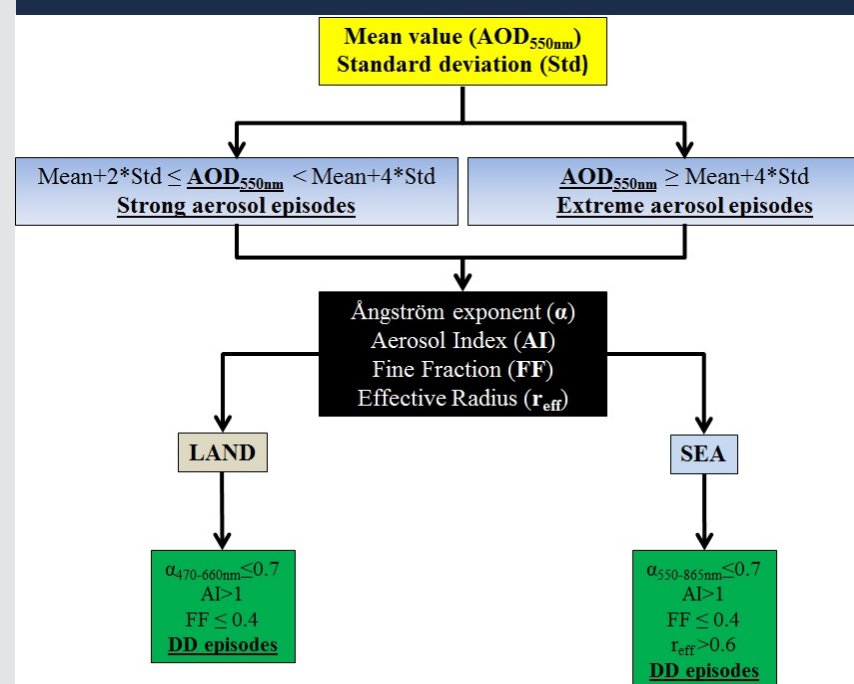 Mean value (AOD550nm)
Standard deviation (Std)
Mean+2*Std ≤ AOD550nm < Mean+4*Std
Strong aerosol episodes
AOD550nm ≥ Mean+4*Std
Extreme aerosol episodes
Ångström exponent (α)
Aerosol Index (AI)
Fine Fraction (FF)
Effective Radius (reff)
LAND
SEA
α470-660nm≤0.7
AI>1
FF ≤ 0.4
DD episodes
α550-865nm≤0.7
AI>1
FF ≤ 0.4
reff>0.6
DD episodes